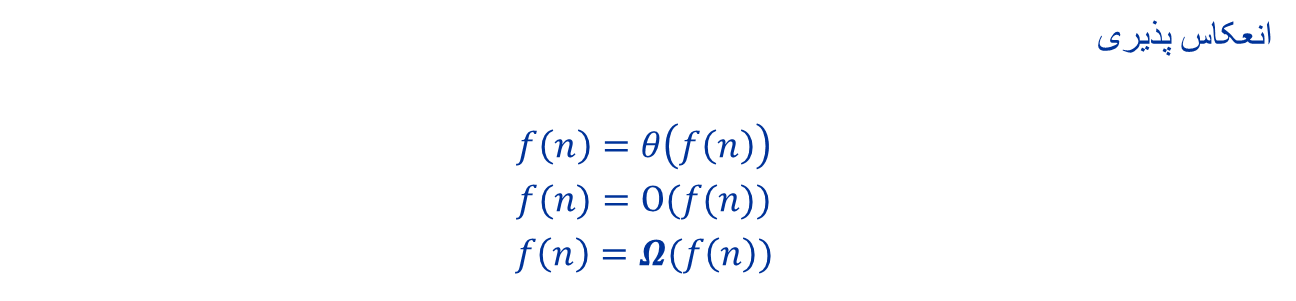 انعکاس پذیری
f(n) = θ(f(n))
f(n) = O(f(n))
f(n) = Ω(f(n))